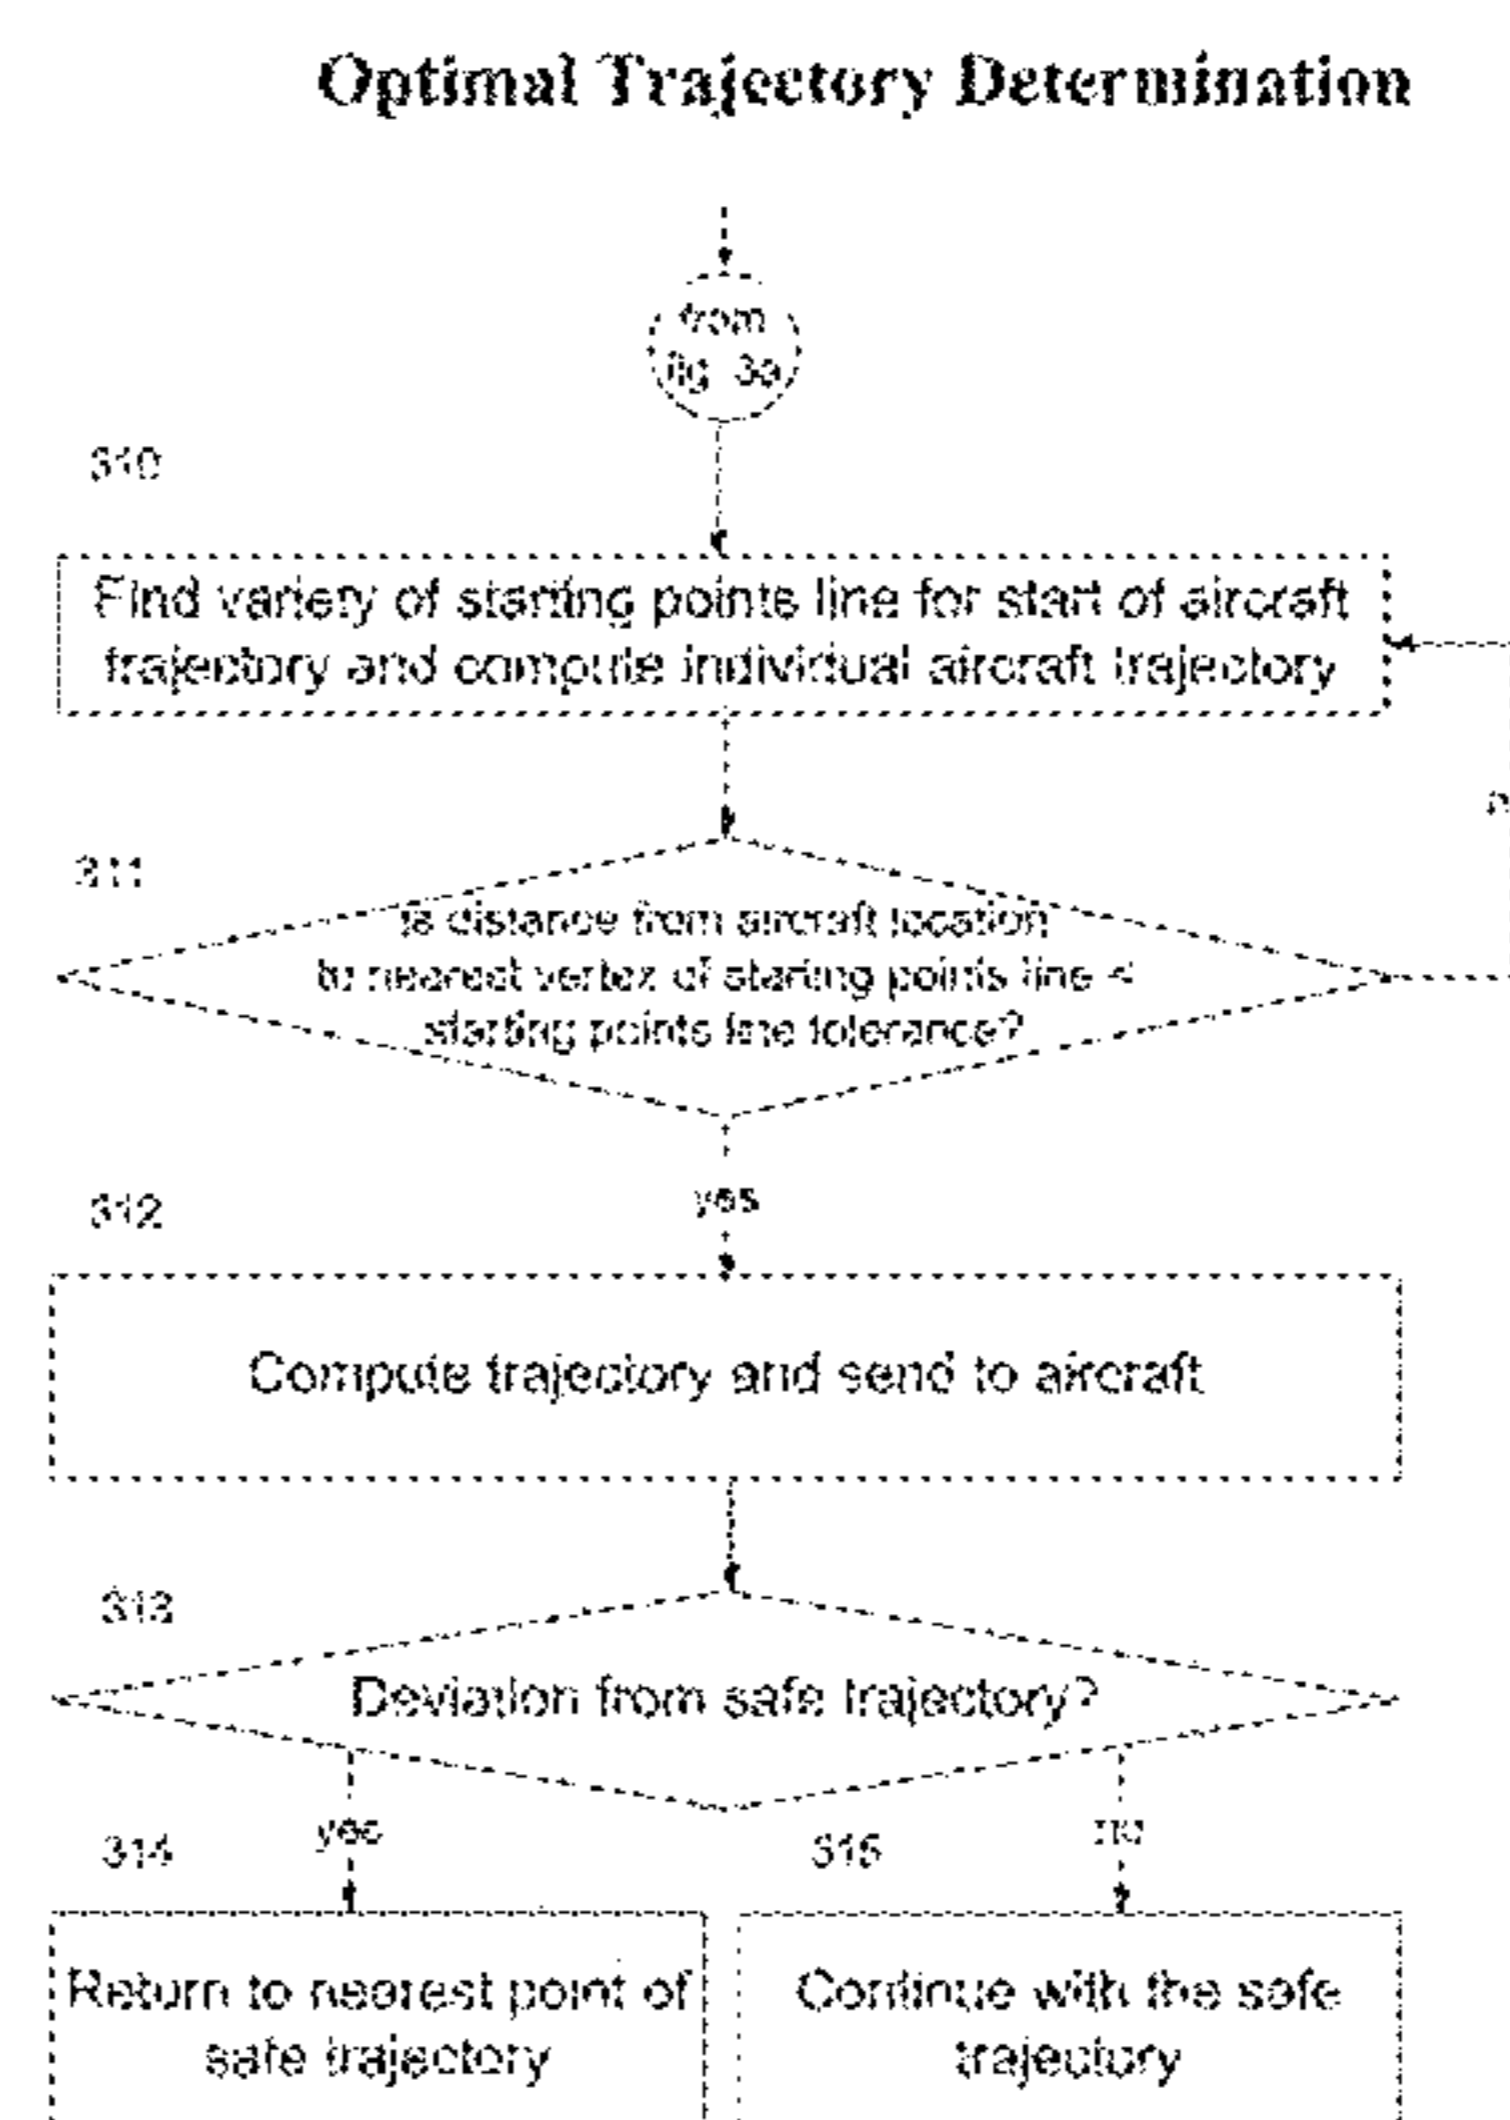 Optimal Trajectory Determination
from
fig 3a
310
Find variety of starting points line for start of aircraft
trajectory and compute individual aircraft trajectory
311
Is distance from aircraft location
to nearest vertex of starting points line <
starting points line tolerance?
312
yes
Compute trajectory and send to aircraft
313
Deviation from safe trajectory?
314
yes
315
no
Return to nearest point of
safe trajectory
Continue with the safe
trajectory